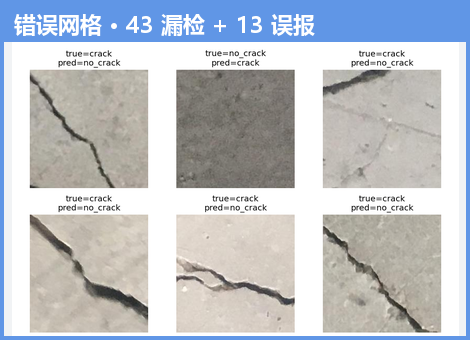 错误网格 • 43 漏检 + 13 误报
true=crack
pred=no_crack
true=no_crack
pred=crack
true=crack
pred=no_crack
true=crack
pred=no_crack
true=crack
pred=no_crack
true=crack
pred=no_crack